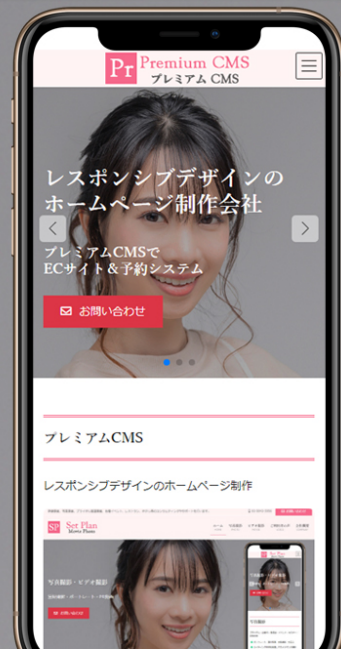 Pr Premium CMS
プレミアム CMS
レスポンシブデザインの
ホームページ制作会社
プレミアムCMSで
ECサイト＆予約システム
お問い合わせ
プレミアムCMS
レスポンシブデザインのホームページ制作
SP Set Plan
写真撮影・ビデオ撮影